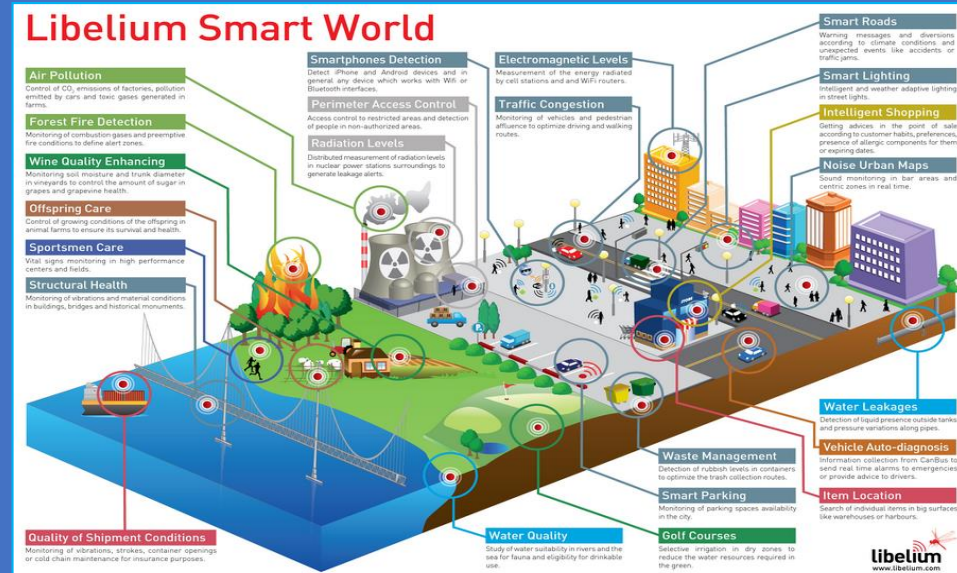 Libelium Smart World
Air Pollution
Control of CO₂ emissions of factories, pollution
emitted by cars and toxic gases generated in
farms.
Forest Fire Detection
Monitoring of combustion gases and preemptive
fire conditions to define alert zones.
Wine Quality Enhancing
Monitoring soil moisture and trunk diameter
in vineyards to control the amount of sugar in
grapes and grapevine health.
Offspring Care
Control of growing conditions of the offspring in
animal farms to ensure its survival and health.
Sportsmen Care
Vital signs monitoring in high performance
centers and fields.
Structural Health
Monitoring of vibrations and material conditions
in buildings, bridges and historical monuments.
Quality of Shipment Conditions
Monitoring of vibrations, strokes, container openings
or cold chain maintenance for insurance purposes.
Smartphones Detection
Detect iPhone and Android devices and in
general any device which works with Wifi or
Bluetooth interfaces.
Perimeter Access Control
Access control to restricted areas and detection
of people in non-authorized areas.
Radiation Levels
Distributed measurement of radiation levels
in nuclear power stations surroundings to
generate leakage alerts.
Electromagnetic Levels
Measurement of the energy radiated
by cell stations and and WiFi routers.
Traffic Congestion
Monitoring of vehicles and pedestrian
affluence to optimize driving and walking
routes.
Smart Roads
Warning messages and diversions
according to climate conditions and
unexpected events like accidents or
traffic jams.
Smart Lighting
Intelligent and weather adaptive lighting
in street lights.
Intelligent Shopping
Getting advices in the point of sale
according to customer habits, preferences,
presence of allergic components for them
or expiring dates.
Noise Urban Maps
Sound monitoring in bar areas and
centric zones in real time.
Water Leakages
Detection of liquid presence outside tanks
and pressure variations along pipes.
Vehicle Auto-diagnosis
Information collection from CanBus to
send real time alarms to emergencies
or provide advice to drivers.
Item Location
Search of individual items in big surfaces
like warehouses or harbours.
Waste Management
Detection of rubbish levels in containers
to optimize the trash collection routes.
Smart Parking
Monitoring of parking spaces availability
in the city.
Golf Courses
Selective irrigation in dry zones to
reduce the water resources required in
the green.
Water Quality
Study of water suitability in rivers and the
sea for fauna and eligibility for drinkable
use.
P
libelium
www.libelium.com